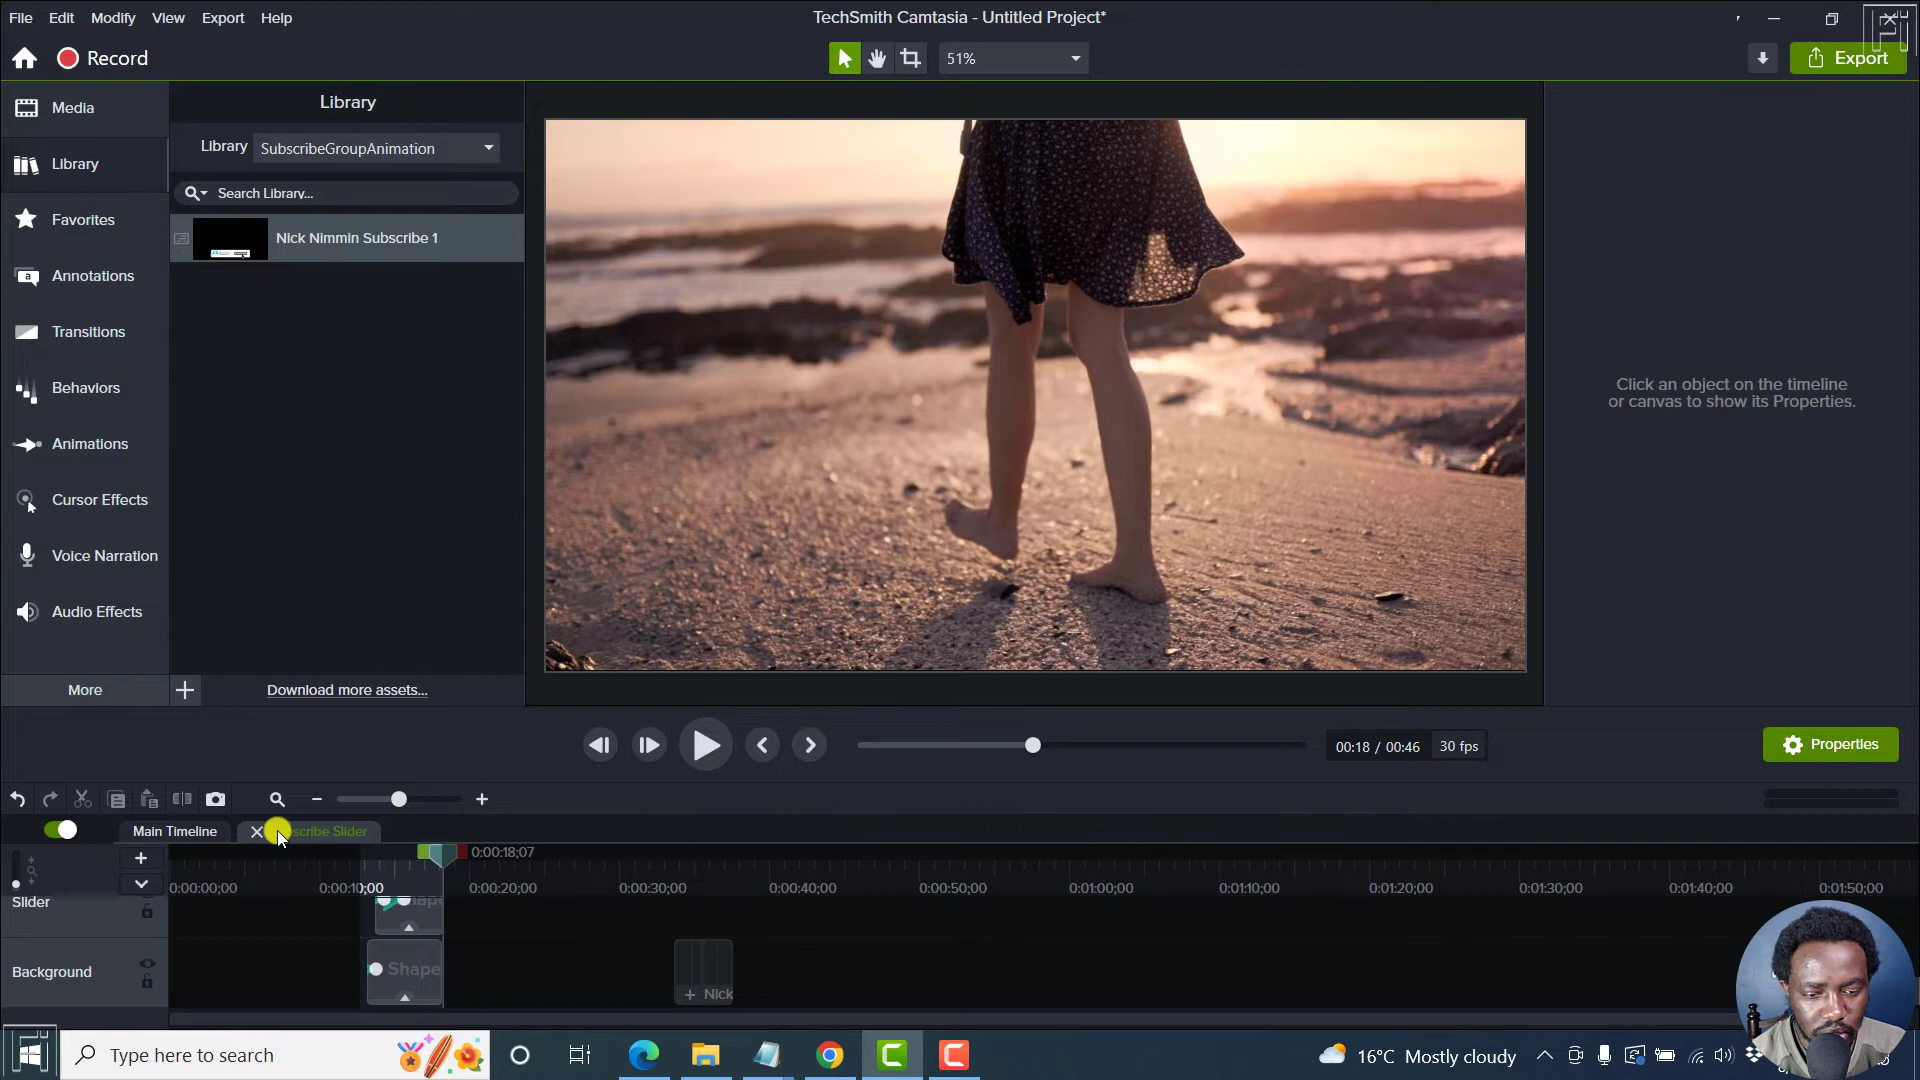 File Edit Modify View Export Help
TechSmith Camtasia - Untitled Project*
Record
51%
Export
Media
Library
Favorites
Annotations
Transitions
Behaviors
Animations
Cursor Effects
Voice Narration
Audio Effects
More
Library
Library SubscribeGroupAnimation
Search Library...
Nick Nimmin Subscribe 1
Download more assets...
Click an object on the timeline
or canvas to show its Properties.
00:18 / 00:46 30 fps
Properties
Main Timeline
scribe Slider
0:00:18;07
0:00:00;00 0:00:10;00 0:00:20;00 0:00:30;00 0:00:40;00 0:00:50;00 0:01:00;00 0:01:10;00 0:01:20;00 0:01:30;00 0:01:40;00 0:01:50;00
Slider
Background
Shape
+ Nick
Type here to search
16°C Mostly cloudy